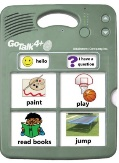 GoTalk 4+
hello
? I have a
question
paint
play
read books
jump